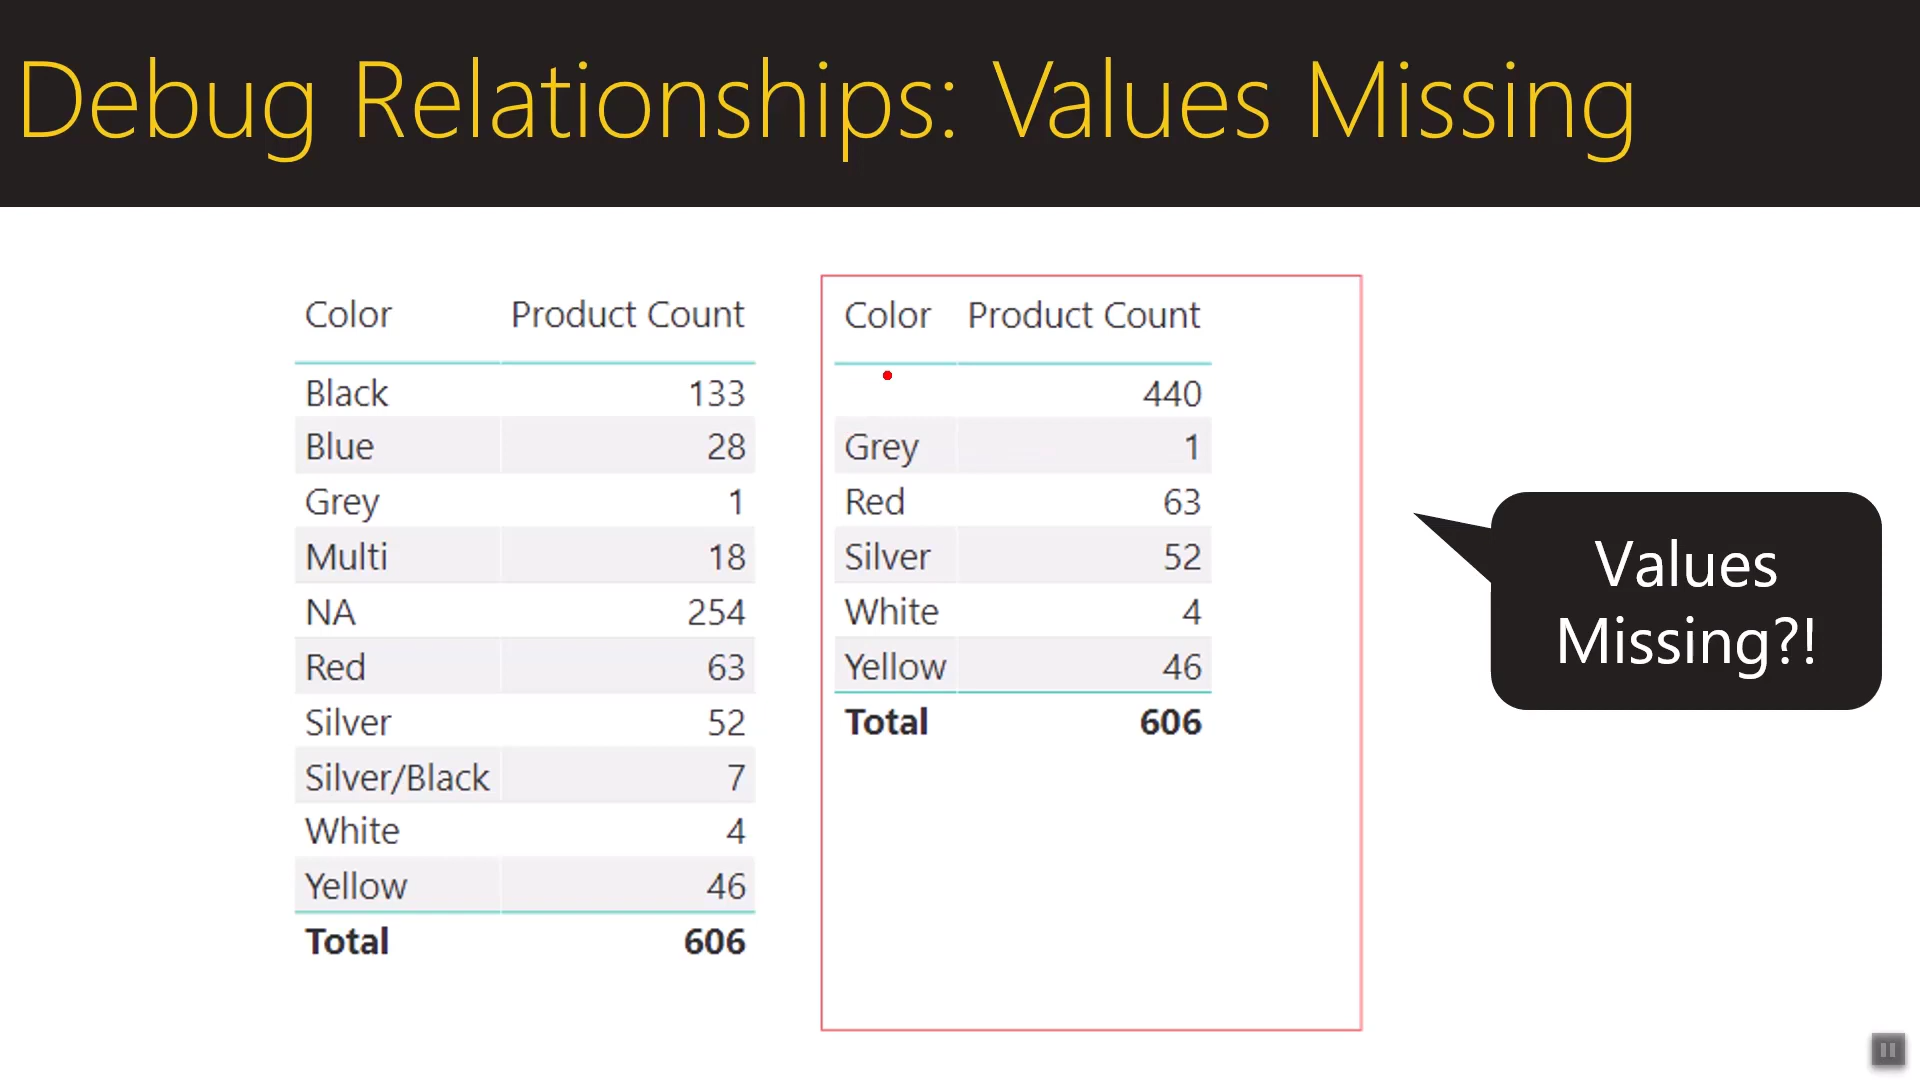 Debug Relationships: Values Missing
Color Product Count
Black 133
Blue 28
Grey 1
Multi 18
NA 254
Red 63
Silver 52
Silver/Black 7
White 4
Yellow 46
Total 606
Color Product Count
440
Grey 1
Red 63
Silver 52
White 4
Yellow 46
Total 606
Values
Missing?!